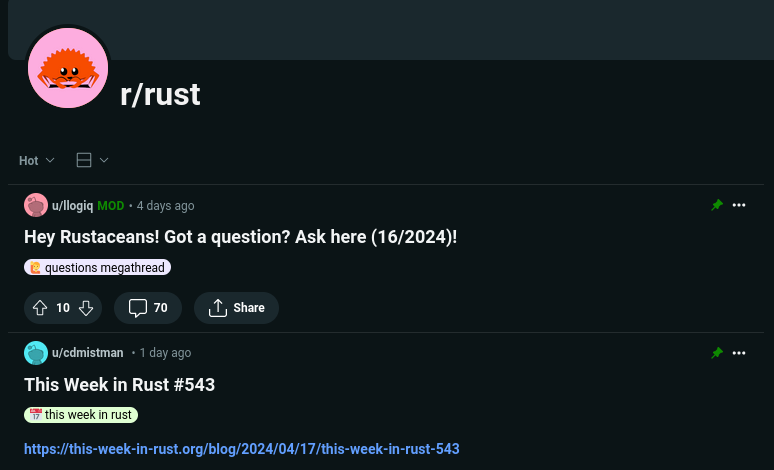 r/rust
Hot
u/llogiq MOD • 4 days ago
Hey Rustaceans! Got a question? Ask here (16/2024)!
questions megathread
10 70 Share
u/cdmistman • 1 day ago
This Week in Rust #543
this week in rust
https://this-week-in-rust.org/blog/2024/04/17/this-week-in-rust-543